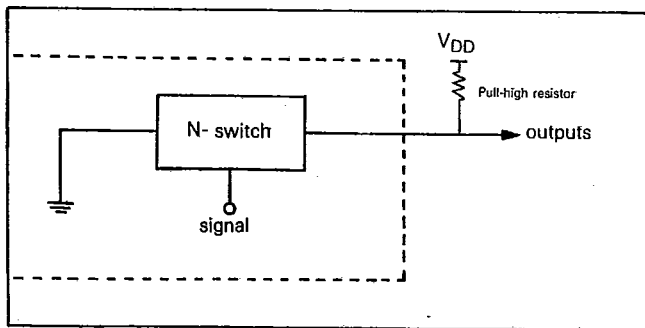 VDD
Pull-high resistor
N- switch
outputs
signal